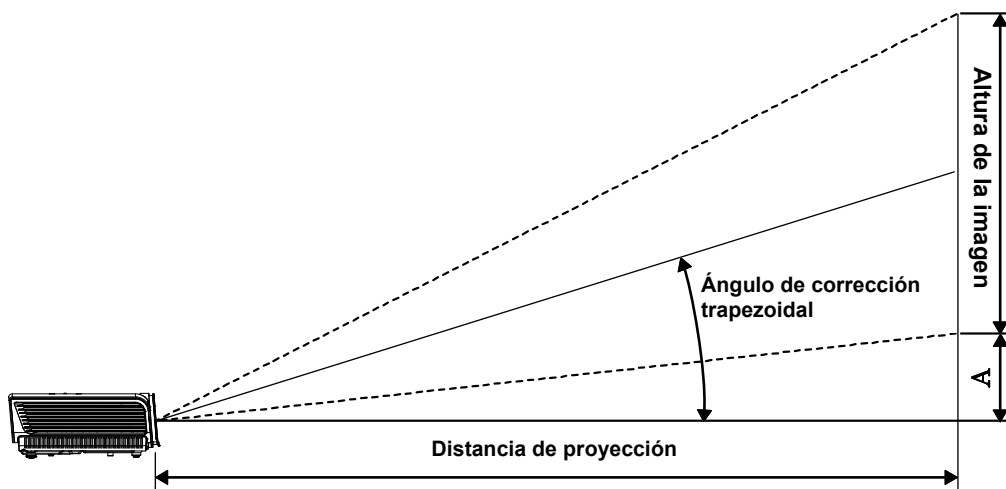 Altura de la imagen
Ángulo de corrección
trapezoidal
A
Distancia de proyección